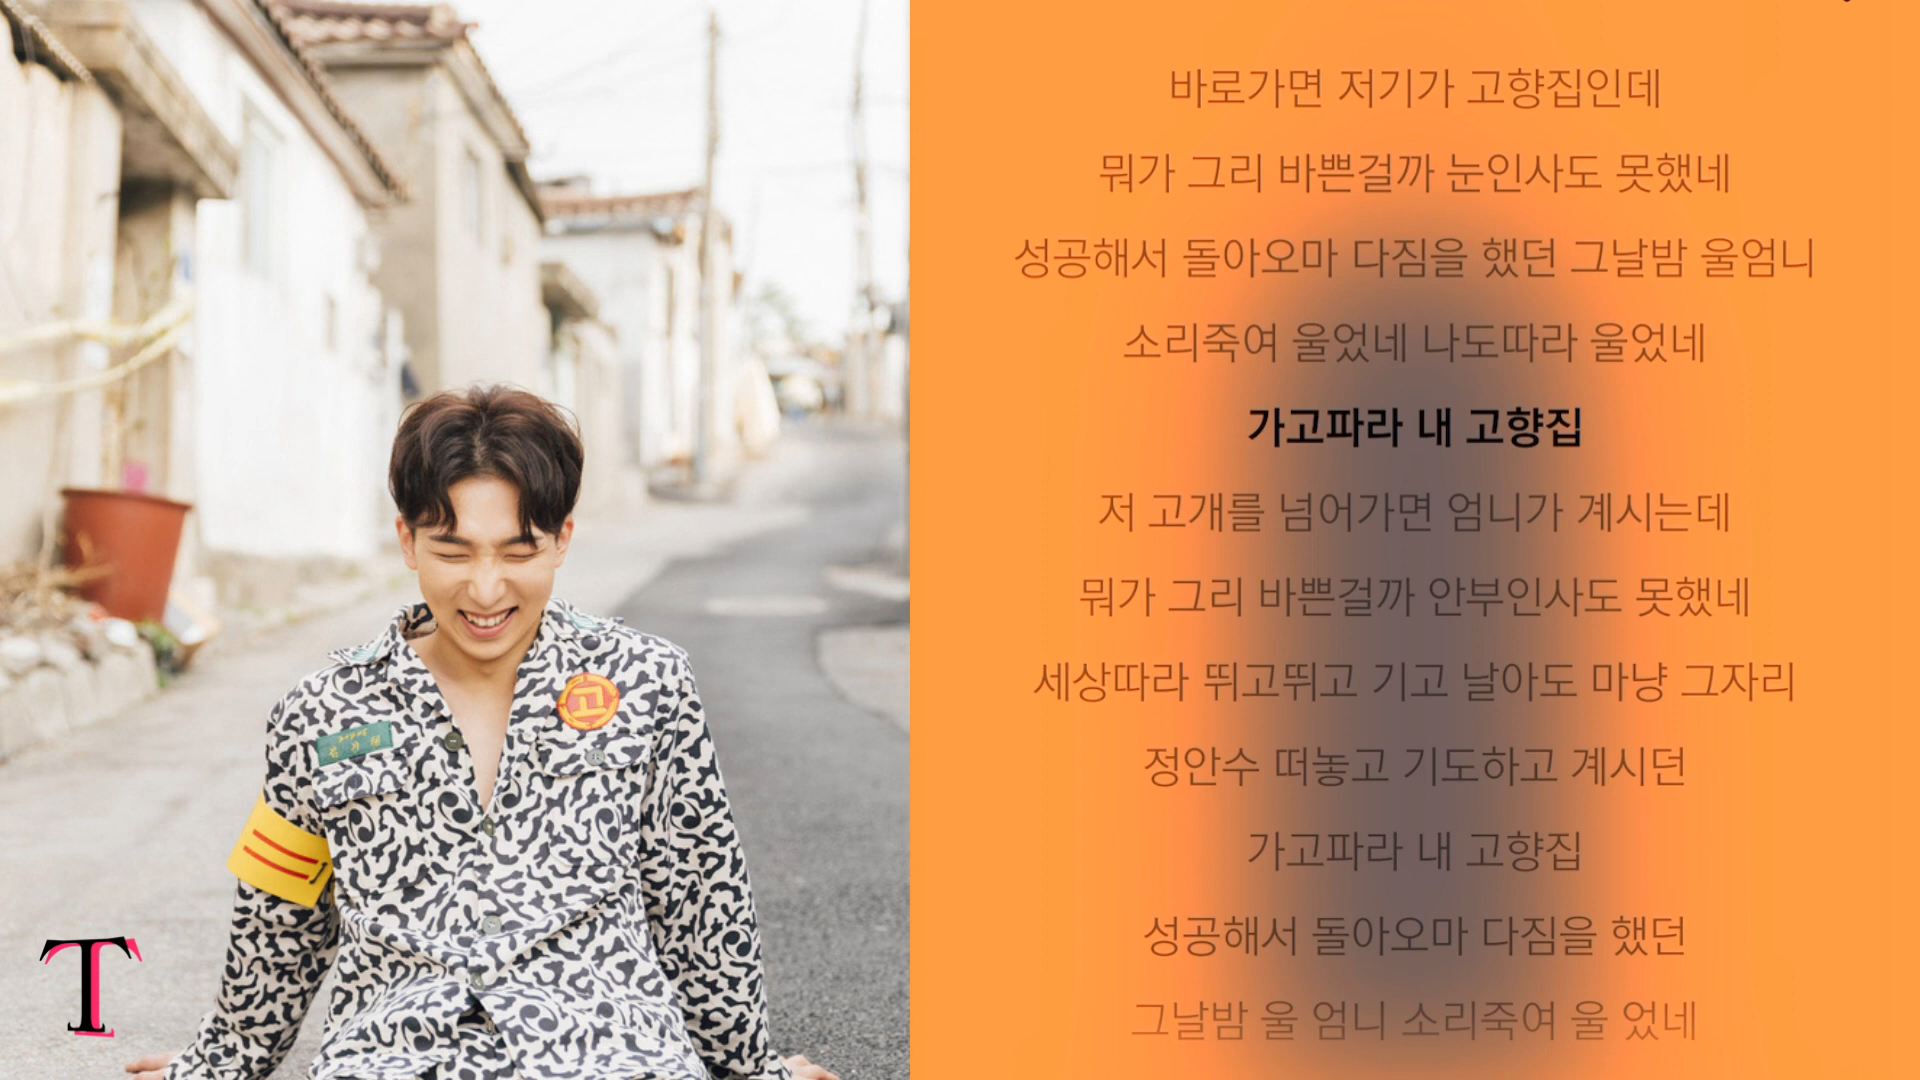 바로가면 저기가 고향집인데
뭐가 그리 바쁜걸까 눈인사도 못했네
성공해서 돌아오마 다짐을 했던 그날밤 울엄니
소리죽여 울었네 나도따라 울었네
가고파라 내 고향집
저 고개를 넘어가면 엄니가 계시는데
뭐가 그리 바쁜걸까 안부인사도 못했네
세상따라 뛰고뛰고 기고 날아도 마냥 그자리
정안수 떠놓고 기도하고 계시던
가고파라 내 고향집
성공해서 돌아오마 다짐을 했던
그날밤 울 엄니 소리죽여 울 었네
고
T